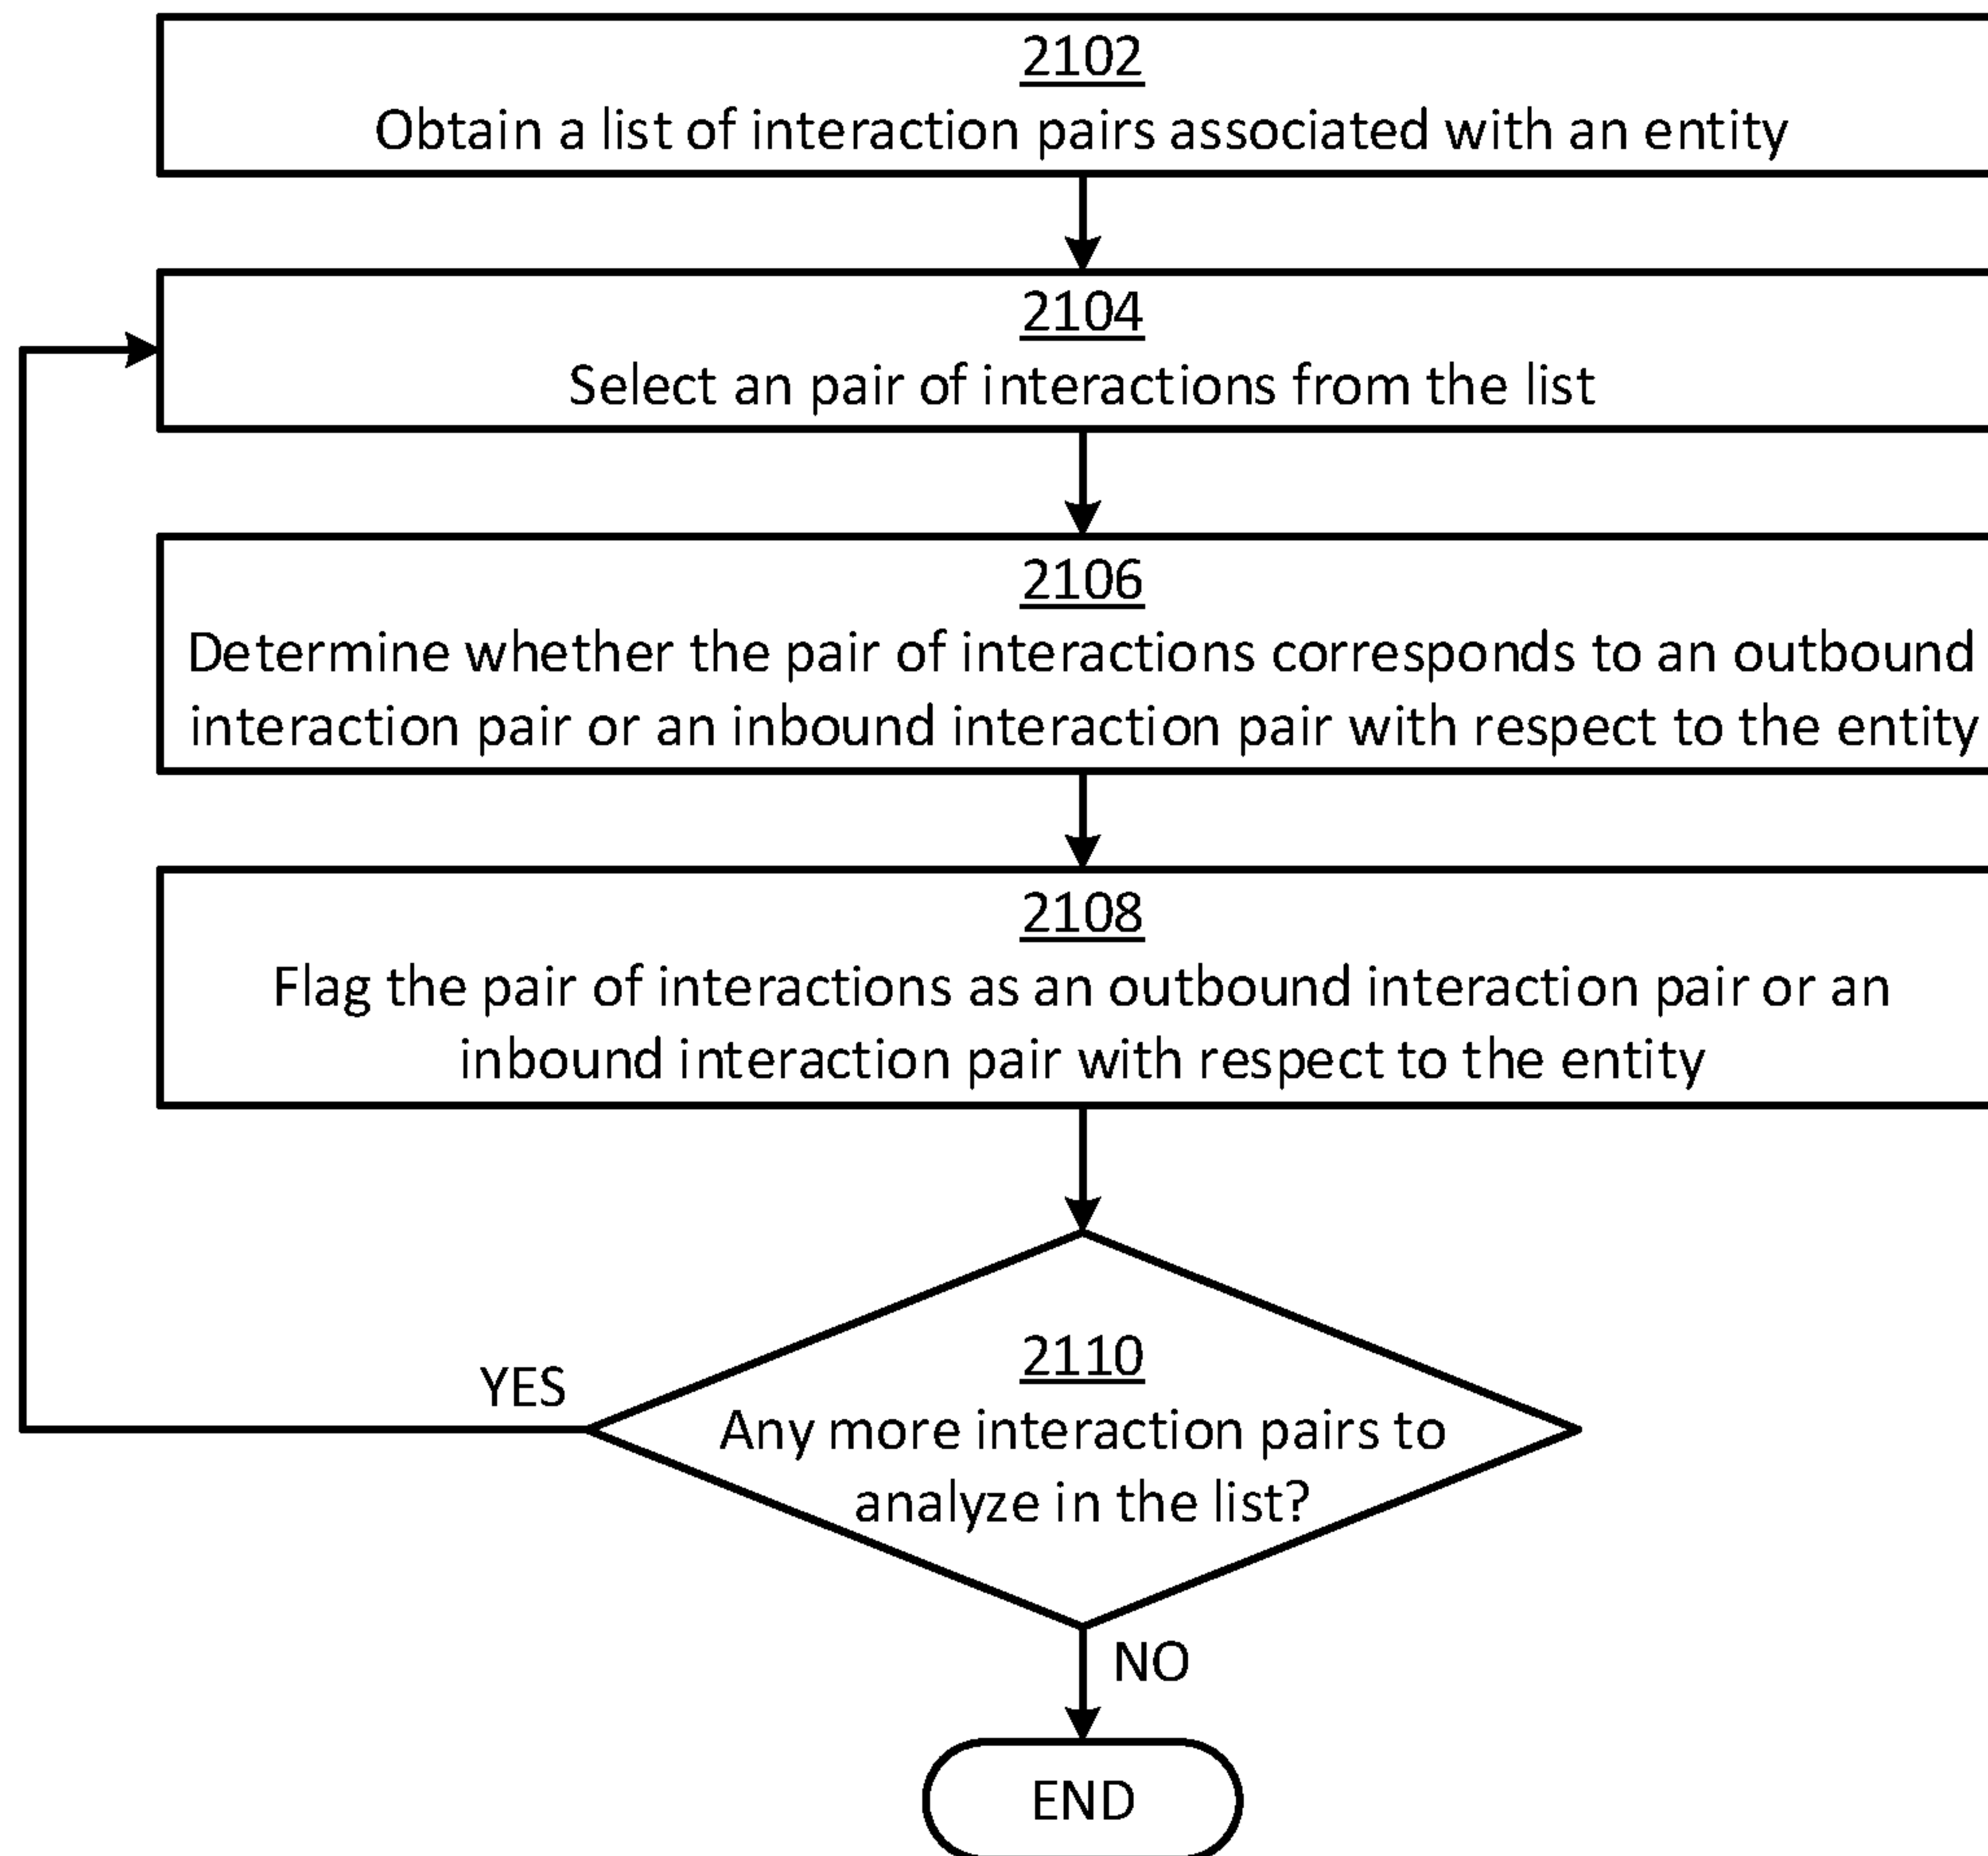 2102
Obtain a list of interaction pairs associated with an entity
2104
Select an pair of interactions from the list
2106
Determine whether the pair of interactions corresponds to an outbound
interaction pair or an inbound interaction pair with respect to the entity
2108
Flag the pair of interactions as an outbound interaction pair or an
inbound interaction pair with respect to the entity
2110
Any more interaction pairs to
analyze in the list?
YES
NO
END